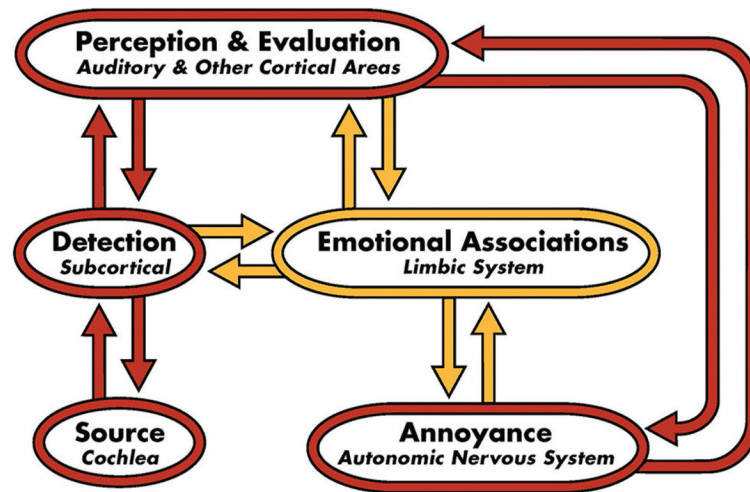 Perception & Evaluation
Auditory & Other Cortical Areas
Detection
Subcortical
Emotional Associations
Limbic System
Source
Cochlea
Annoyance
Autonomic Nervous System